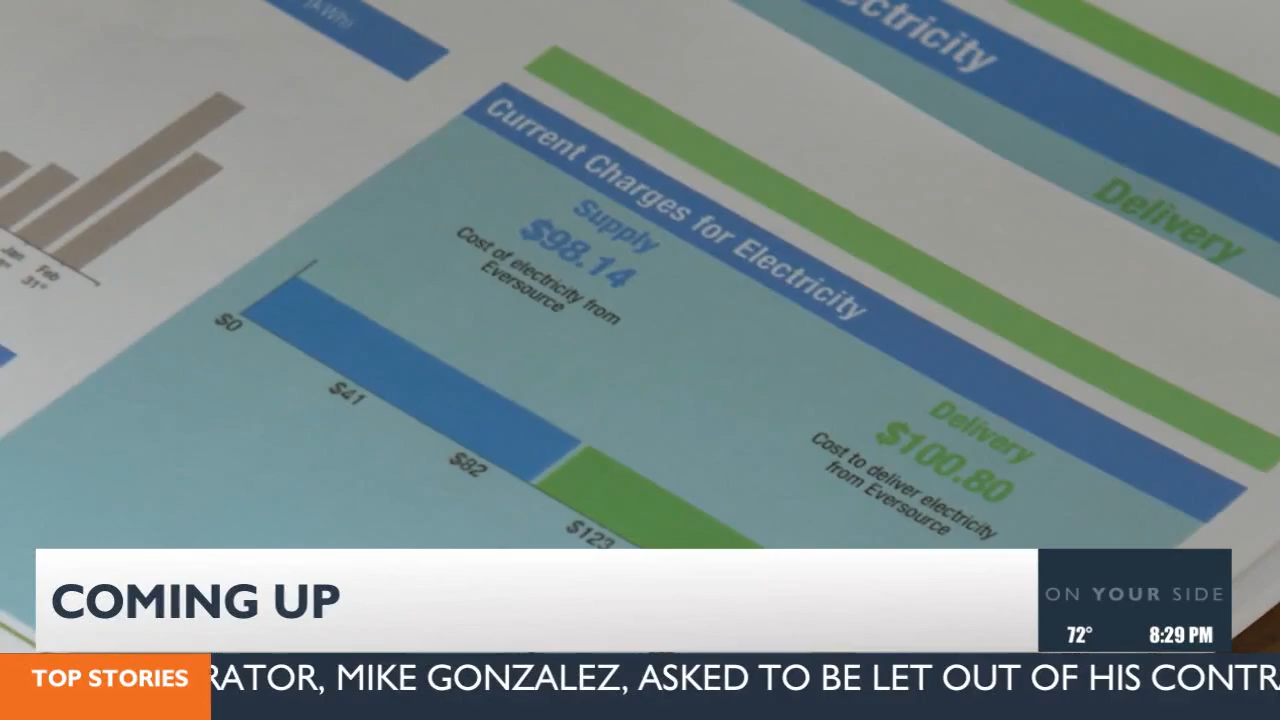 (kWh)
ectricity
Delivery
Current Charges for Electricity
Supply
$98.14
Cost of electricity from
Eversource
Jan
Feb
31°
$0
$41
$82
$123
Delivery
$100.80
Cost to deliver electricity
from Eversource
COMING UP
ON YOUR SIDE
72° 8:29 PM
TOP STORIES RATOR, MIKE GONZALEZ, ASKED TO BE LET OUT OF HIS CONTR